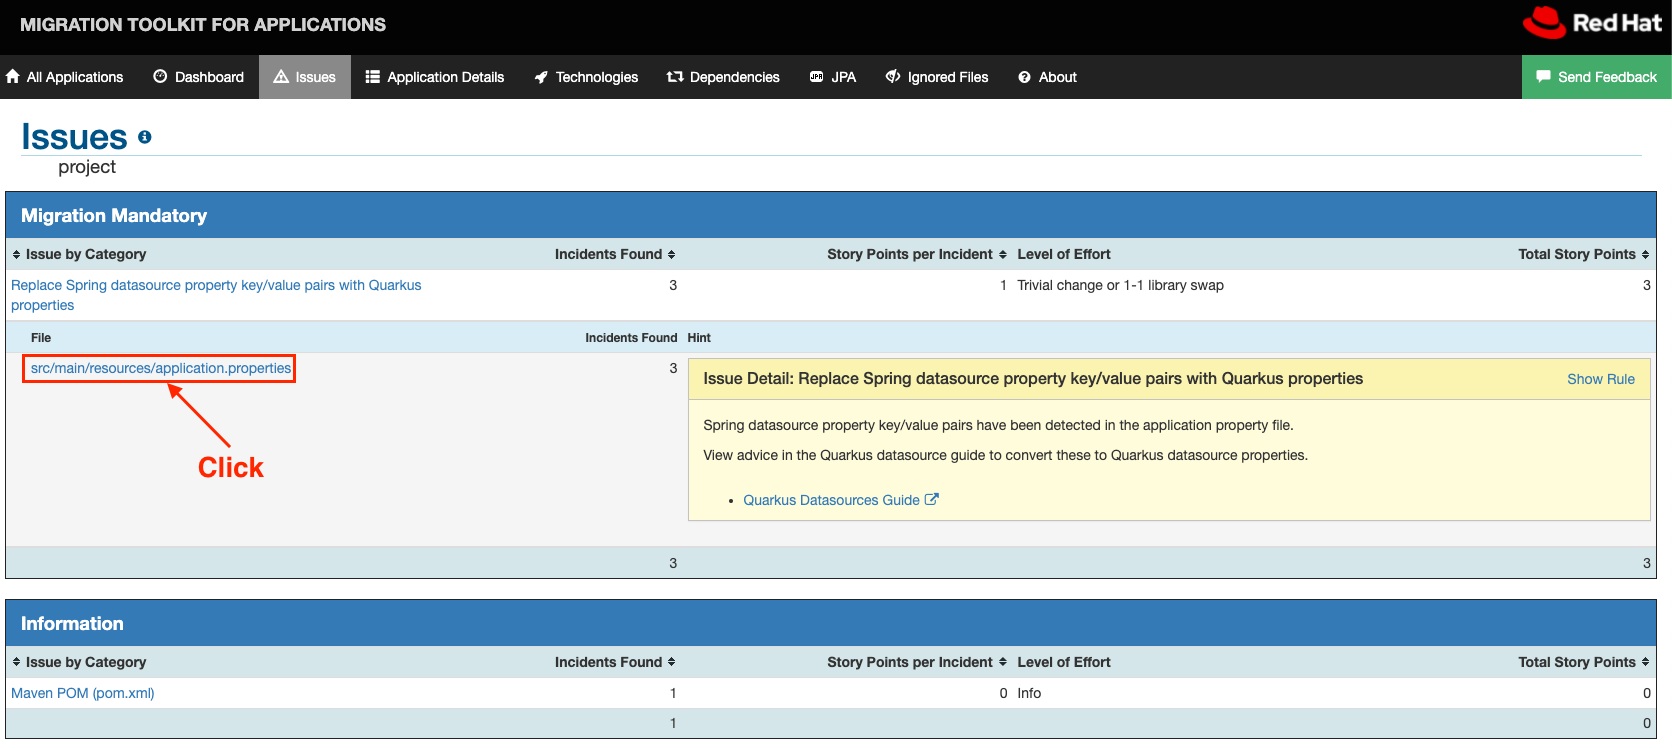 MIGRATION TOOLKIT FOR APPLICATIONS
Red Hat
All Applications Dashboard Issues Application Details Technologies Dependencies JPA Ignored Files About Send Feedback
Issues
project
Migration Mandatory
Issue by Category Incidents Found Story Points per Incident Level of Effort Total Story Points
Replace Spring datasource property key/value pairs with Quarkus 3 1 Trivial change or 1-1 library swap 3
properties
File Incidents Found Hint
src/main/resources/application.properties 3
Issue Detail: Replace Spring datasource property key/value pairs with Quarkus properties Show Rule
Spring datasource property key/value pairs have been detected in the application property file.
View advice in the Quarkus datasource guide to convert these to Quarkus datasource properties.
Click
• Quarkus Datasources Guide
3 3
Information
Issue by Category Incidents Found Story Points per Incident Level of Effort Total Story Points
Maven POM (pom.xml) 1 0 Info 0
1 0